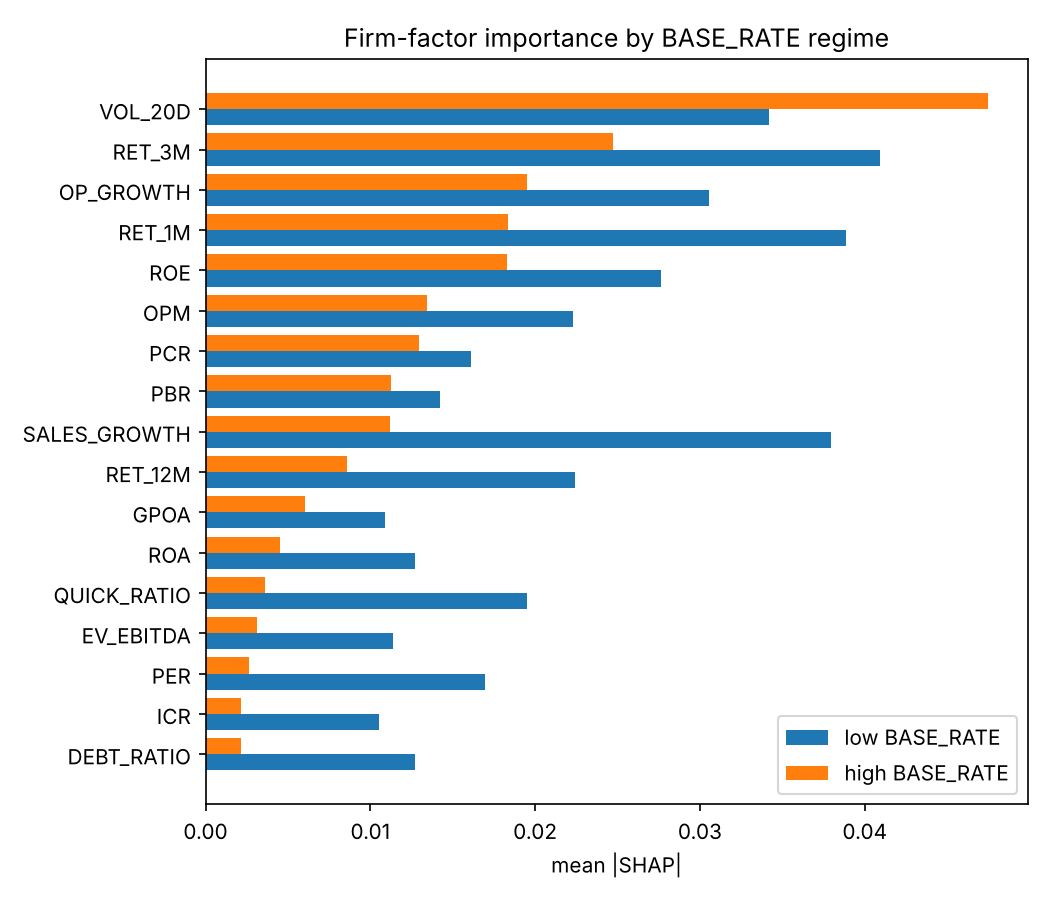 Firm-factor importance by BASE_RATE regime
VOL_20D
RET_3M
OP_GROWTH
RET_1M
ROE
OPM
PCR
PBR
SALES_GROWTH
RET_12M
GPOA
ROA
QUICK_RATIO
EV_EBITDA
PER
ICR
DEBT_RATIO
low BASE_RATE
high BASE_RATE
0.00 0.01 0.02 0.03 0.04
mean |SHAP|